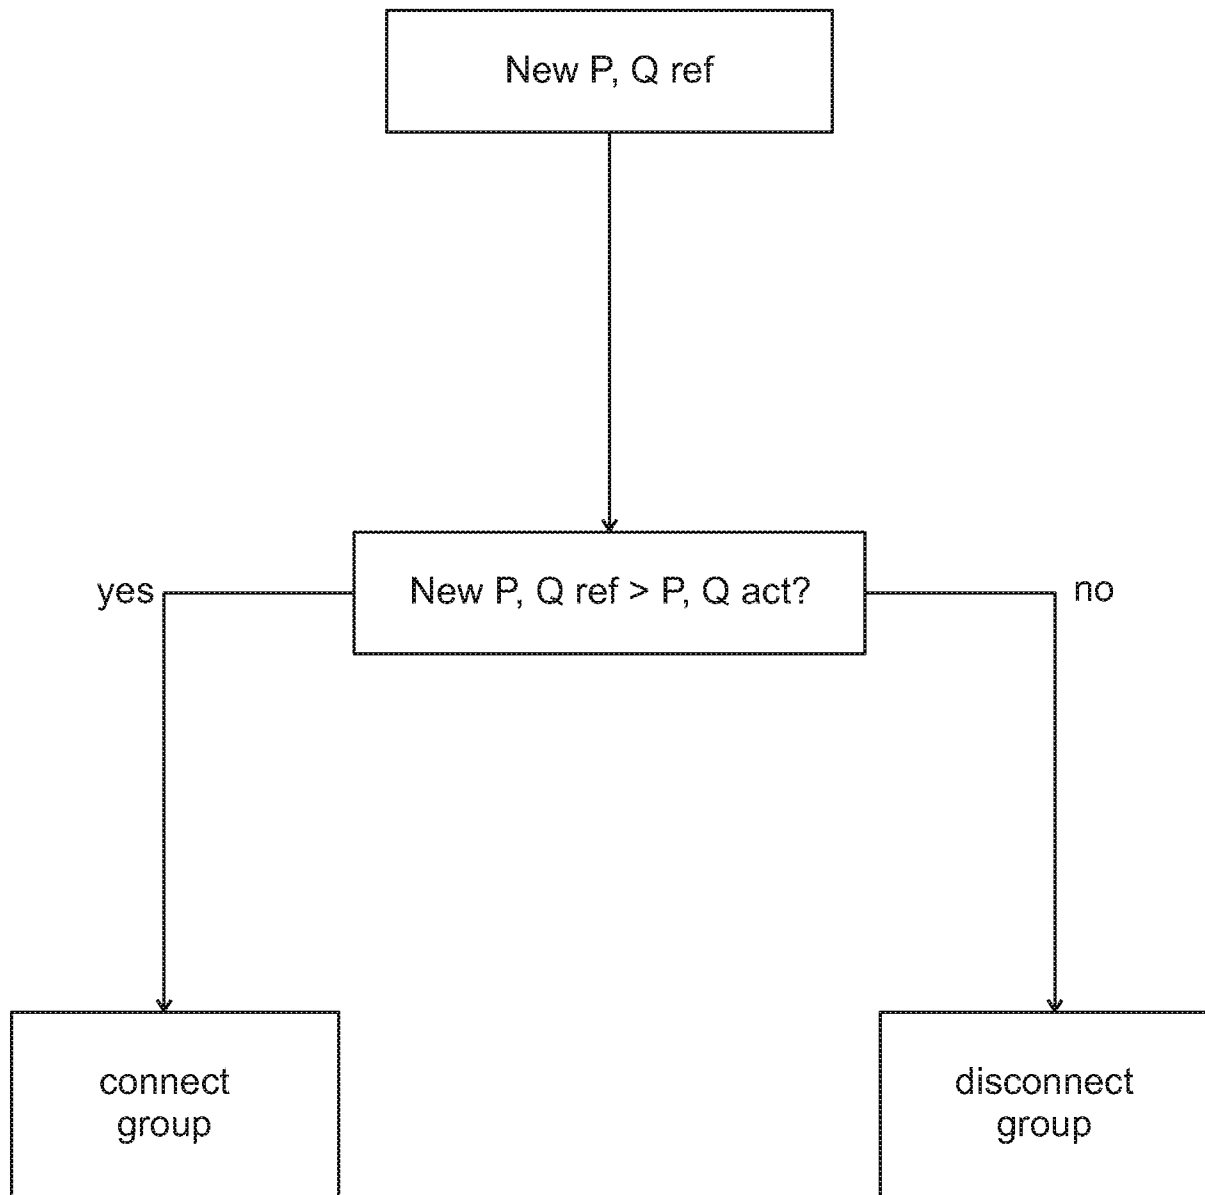 New P, Q ref
yes
New P, Q ref > P, Q act?
no
connect
group
disconnect
group